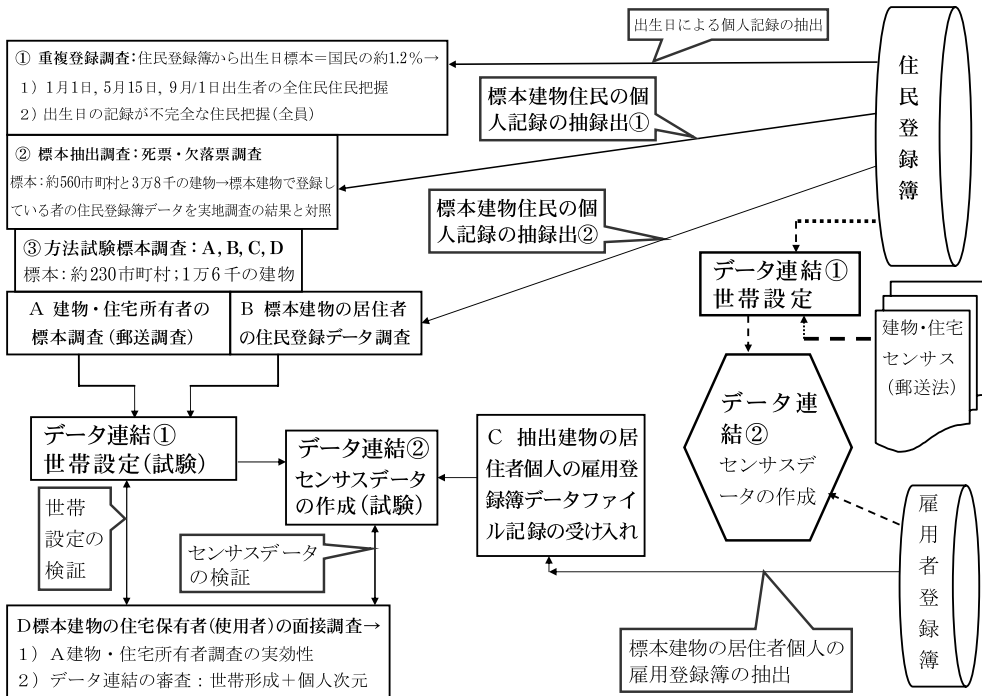 出生日による個人記録の抽出
① 重複登録調査:住民登録簿から出生日標本=国民の約1.2%→
1) 1月1日, 5月15日, 9月/1日出生者の全住民住民把握
2) 出生日の記録が不完全な住民把握(全員)
標本建物住民の個
人記録の抽録出①
住民登録簿
② 標本抽出調査:死票・欠落票調査
標本:約560市町村と3万8千の建物→標本建物で登録し
ている者の住民登録簿データを実地調査の結果と対照
標本建物住民の個
人記録の抽録出②
③方法試験標本調査:A, B, C, D
標本:約230市町村;1万6千の建物
A 建物・住宅所有者の
標本調査(郵送調査)
B 標本建物の居住者
の住民登録データ調査
データ連結①
世帯設定
建物・住宅
センサス
(郵送法)
データ連
結②
センサスデ
ータの作成
データ連結①
世帯設定(試験)
データ連結②
センサスデータ
の作成(試験)
C 抽出建物の居
住者個人の雇用登
録簿データファイ
ル記録の受け入れ
世帯
設定の
検証
センサスデータ
の検証
雇用者登録簿
D標本建物の住宅保有者(使用者)の面接調査→
1) A建物・住宅所有者調査の実効性
2) データ連結の審査:世帯形成+個人次元
標本建物の居住者個人の
雇用登録簿の抽出